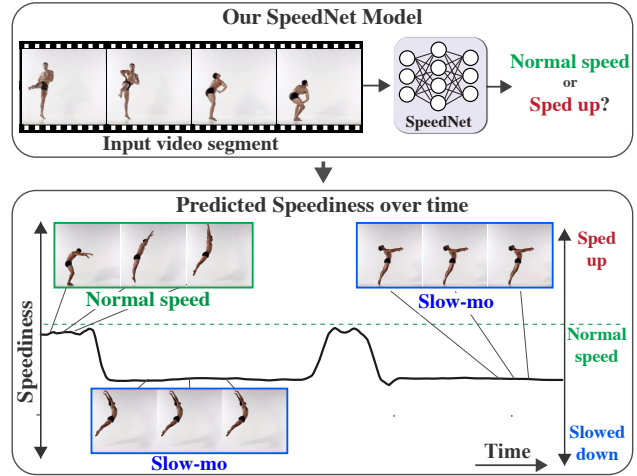 Our SpeedNet Model
Normal speed
or
Sped up?
SpeedNet
Input video segment
Predicted Speediness over time
Speediness
Sped
up
Normal speed
Slow-mo
Normal
speed
Slow-mo
Time
Slowed
down